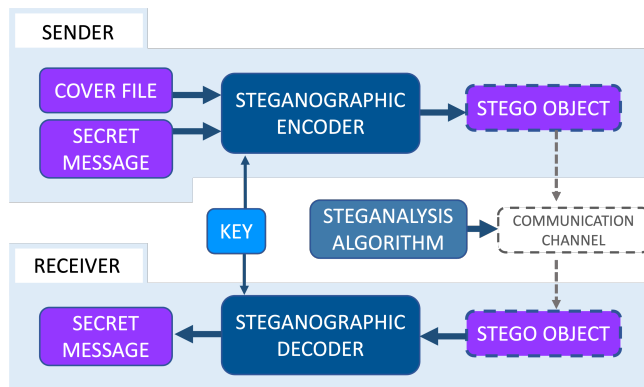 SENDER
COVER FILE
SECRET
MESSAGE
STEGANOGRAPHIC
ENCODER
STEGO OBJECT
KEY
STEGANALYSIS
ALGORITHM
COMMUNICATION
CHANNEL
RECEIVER
SECRET
MESSAGE
STEGANOGRAPHIC
DECODER
STEGO OBJECT